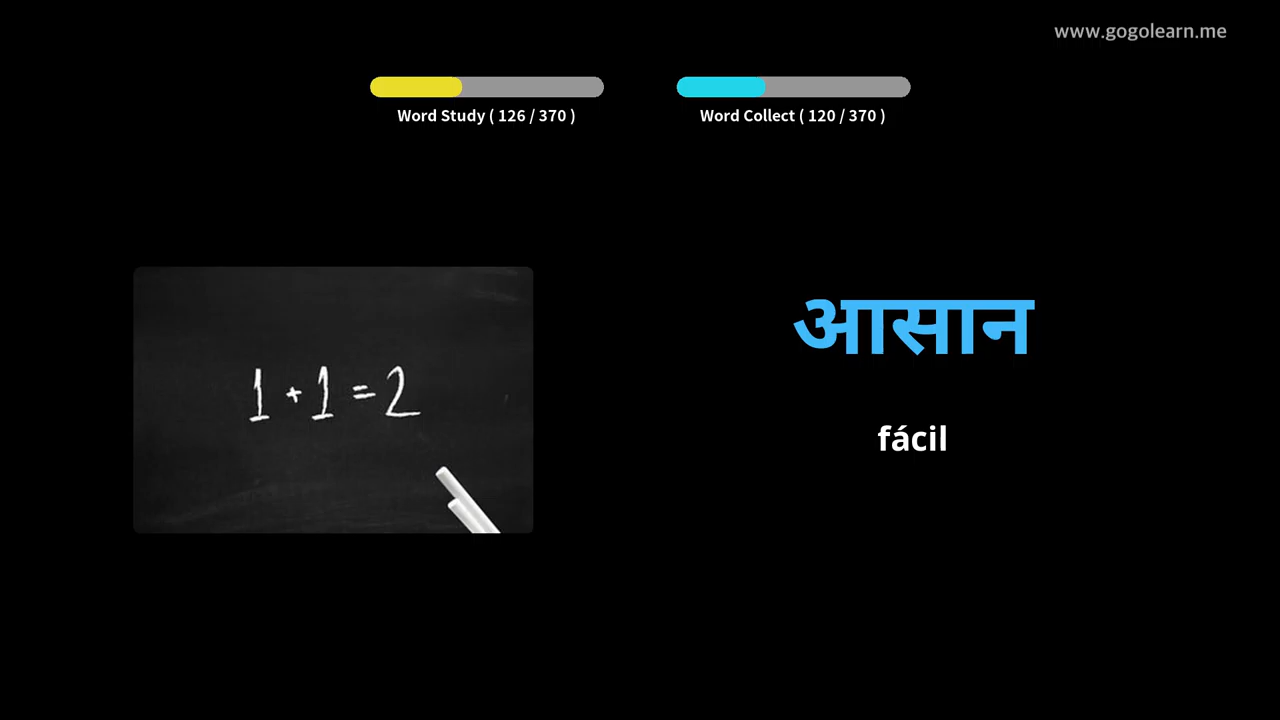 www.gogolearn.me
Word Study ( 126 / 370 )
Word Collect ( 120 / 370 )
1 + 1 = 2
आसान
fácil